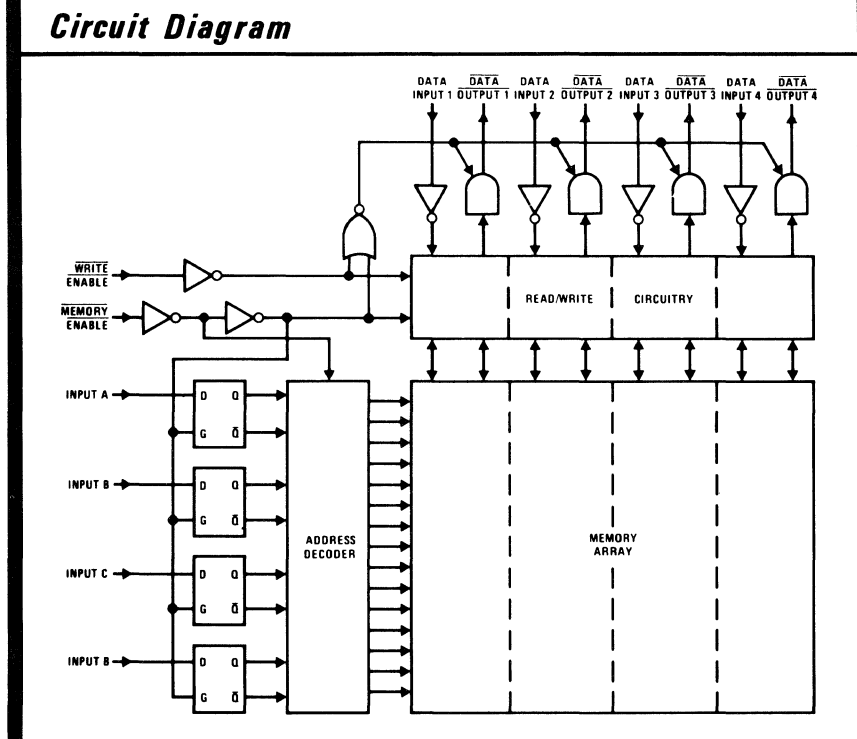 Circuit Diagram
DATA DATA DATA DATA DATA DATA DATA DATA
INPUT 1 OUTPUT 1 INPUT 2 OUTPUT 2 INPUT 3 OUTPUT 3 INPUT 4 OUTPUT 4
WRITE
ENABLE
MEMORY
ENABLE
READ/WRITE CIRCUITRY
INPUT A
D Q
G Q̄
INPUT B
D Q
G Q̄
ADDRESS
DECODER
MEMORY
ARRAY
INPUT C
D Q
G Q̄
INPUT B
D Q
G Q̄